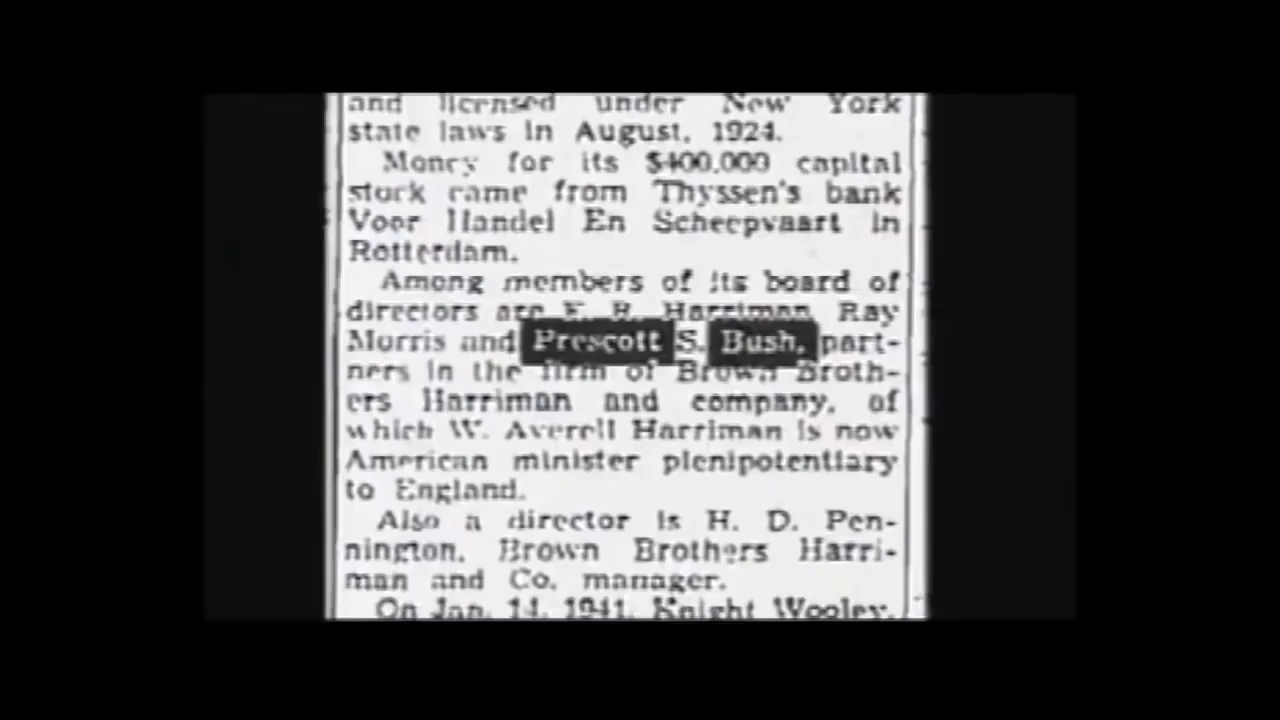 and licensed under New York
state laws in August, 1924.
Money for its $400,000 capital
stock came from Thyssen's bank
Voor Handel En Scheepvaart in
Rotterdam.
Among members of its board of
directors are E. R. Harriman, Ray
Morris and Prescott S. Bush, part-
ners in the firm of Brown Broth-
ers Harriman and company, of
which W. Averell Harriman is now
American minister plenipotentiary
to England.
Also a director is H. D. Pen-
nington, Brown Brothers Harri-
man and Co. manager.
On Jan. 14, 1941, Knight Wooley,